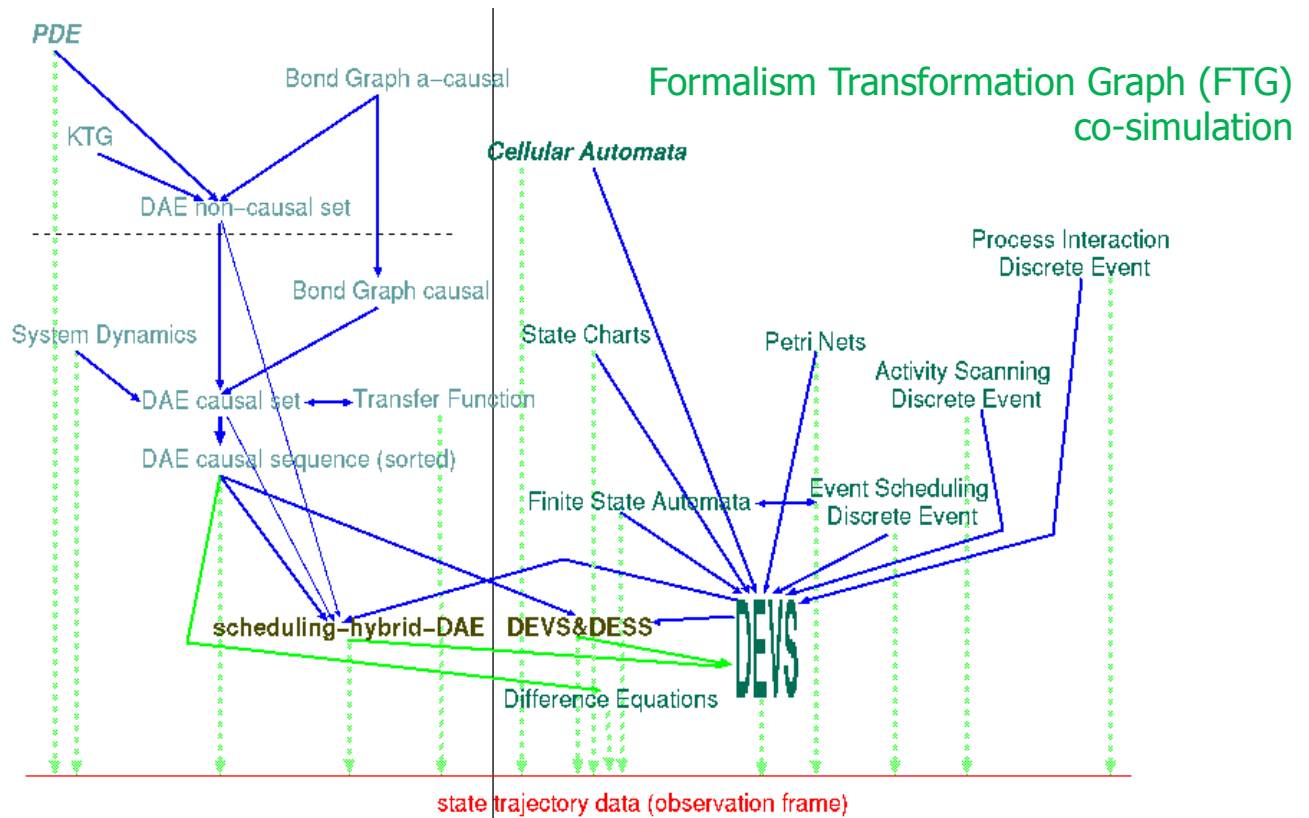 PDE
Bond Graph a-causal
Formalism Transformation Graph (FTG)
co-simulation
KTG
Cellular Automata
DAE non-causal set
Process Interaction
Discrete Event
Bond Graph causal
System Dynamics
State Charts
Petri Nets
Activity Scanning
Discrete Event
DAE causal set
Transfer Function
DAE causal sequence (sorted)
Finite State Automata
Event Scheduling
Discrete Event
scheduling-hybrid-DAE
DEVS&DESS
DEVS
Difference Equations
state trajectory data (observation frame)